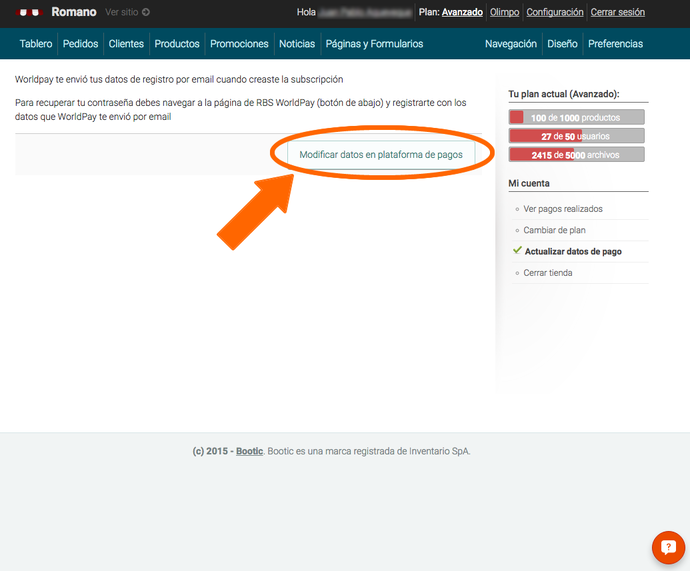 Romano Ver sitio Hola Plan: Avanzado Olimpo Configuración Cerrar sesión
Tablero Pedidos Clientes Productos Promociones Noticias Páginas y Formularios Navegación Diseño Preferencias
Worldpay te envió tus datos de registro por email cuando creaste la subscripción
Para recuperar tu contraseña debes navegar a la página de RBS WorldPay (botón de abajo) y registrarte con los
datos que WorldPay te envió por email
Modificar datos en plataforma de pagos
Tu plan actual (Avanzado):
100 de 1000 productos
27 de 50 usuarios
2415 de 5000 archivos
Mi cuenta
Ver pagos realizados
Cambiar de plan
Actualizar datos de pago
Cerrar tienda
(c) 2015 - Bootic. Bootic es una marca registrada de Inventario SpA.
?